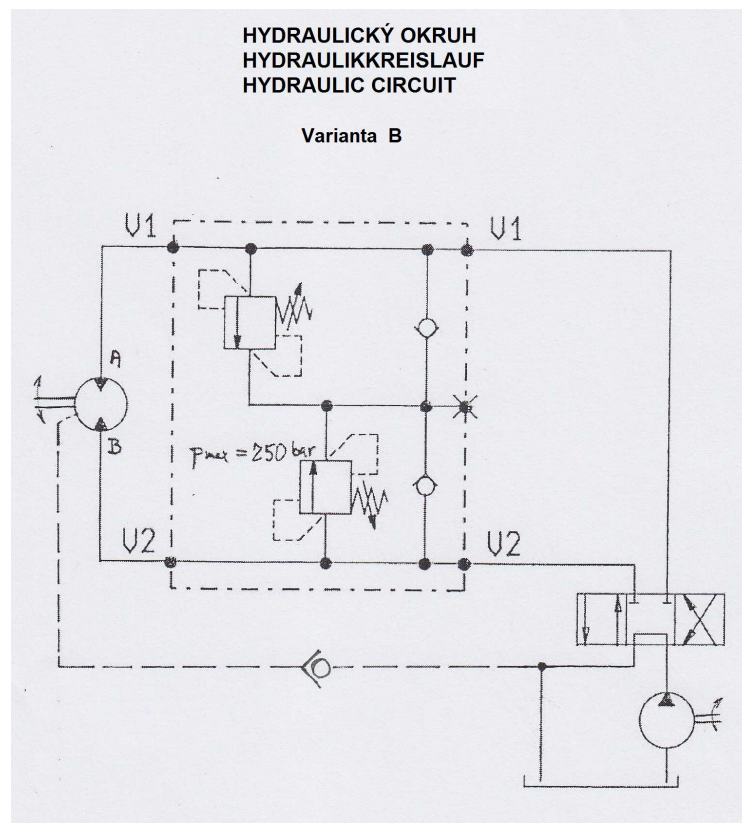 HYDRAULICKÝ OKRUH
HYDRAULIKKREISLAUF
HYDRAULIC CIRCUIT
Varianta B
V1
V1
A
B
pmax = 250 bar
V2
V2